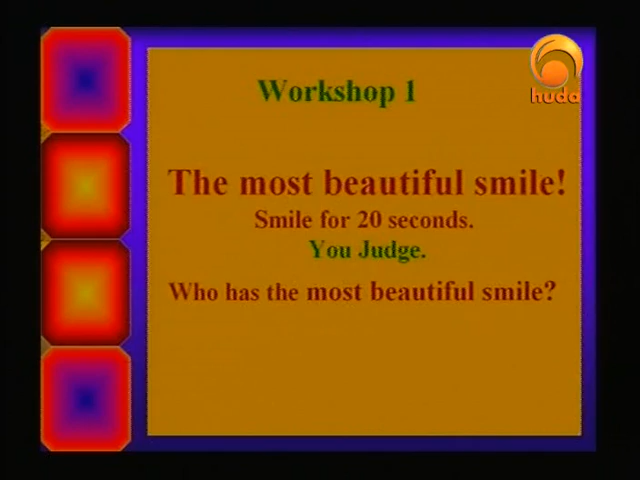 huda
Workshop 1
The most beautiful smile!
Smile for 20 seconds.
You Judge.
Who has the most beautiful smile?